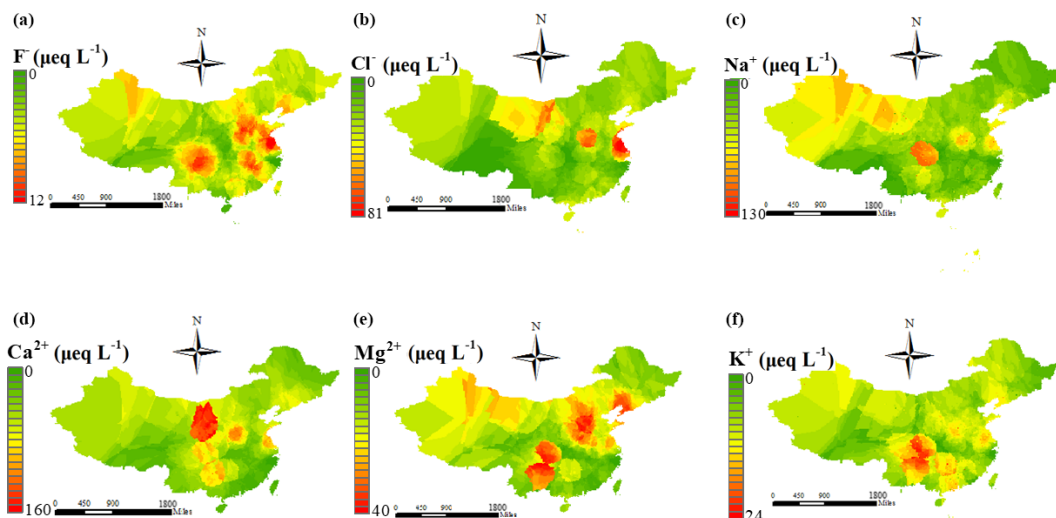 (a)
N
F⁻ (μeq L⁻¹)
0
12
0 450 900 1800
Miles
(b)
N
Cl⁻ (μeq L⁻¹)
0
81
0 450 900 1800
Miles
(c)
N
Na⁺ (μeq L⁻¹)
0
130
0 450 900 1800
Miles
(d)
N
Ca²⁺ (μeq L⁻¹)
0
160
0 450 900 1800
Miles
(e)
N
Mg²⁺ (μeq L⁻¹)
0
40
0 450 900 1800
Miles
(f)
N
K⁺ (μeq L⁻¹)
0
24
0 450 900 1800
Miles